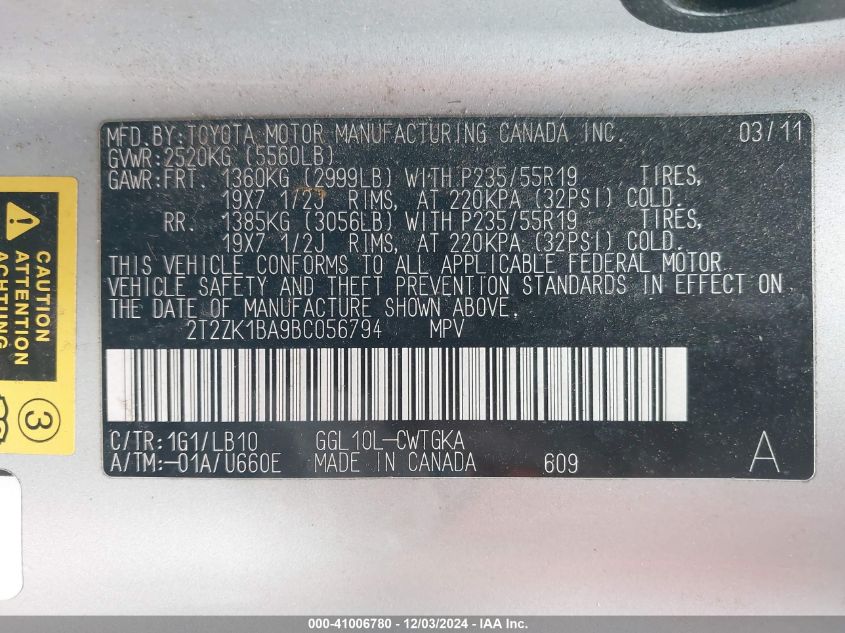 MFD.BY:TOYOTA MOTOR MANUFACTURING CANADA INC. 03/11
GVWR:2520KG (5560LB)
GAWR:FRT. 1360KG (2999LB) WITH P235/55R19 TIRES,
19X7 1/2J RIMS, AT 220KPA (32PSI) COLD.
RR. 1385KG (3056LB) WITH P235/55R19 TIRES,
19X7 1/2J RIMS, AT 220KPA (32PSI) COLD.
THIS VEHICLE CONFORMS TO ALL APPLICABLE FEDERAL MOTOR
VEHICLE SAFETY AND THEFT PREVENTION STANDARDS IN EFFECT ON
THE DATE OF MANUFACTURE SHOWN ABOVE.
2T2ZK1BA9BC056794 MPV
C/TR:1G1/LB10 GGL10L-CWTGKA
A/TM:-01A/U660E MADE IN CANADA 609 A
CAUTION
ATTENTION
ACHTUNG
3
000-41006780 - 12/03/2024 - IAA Inc.